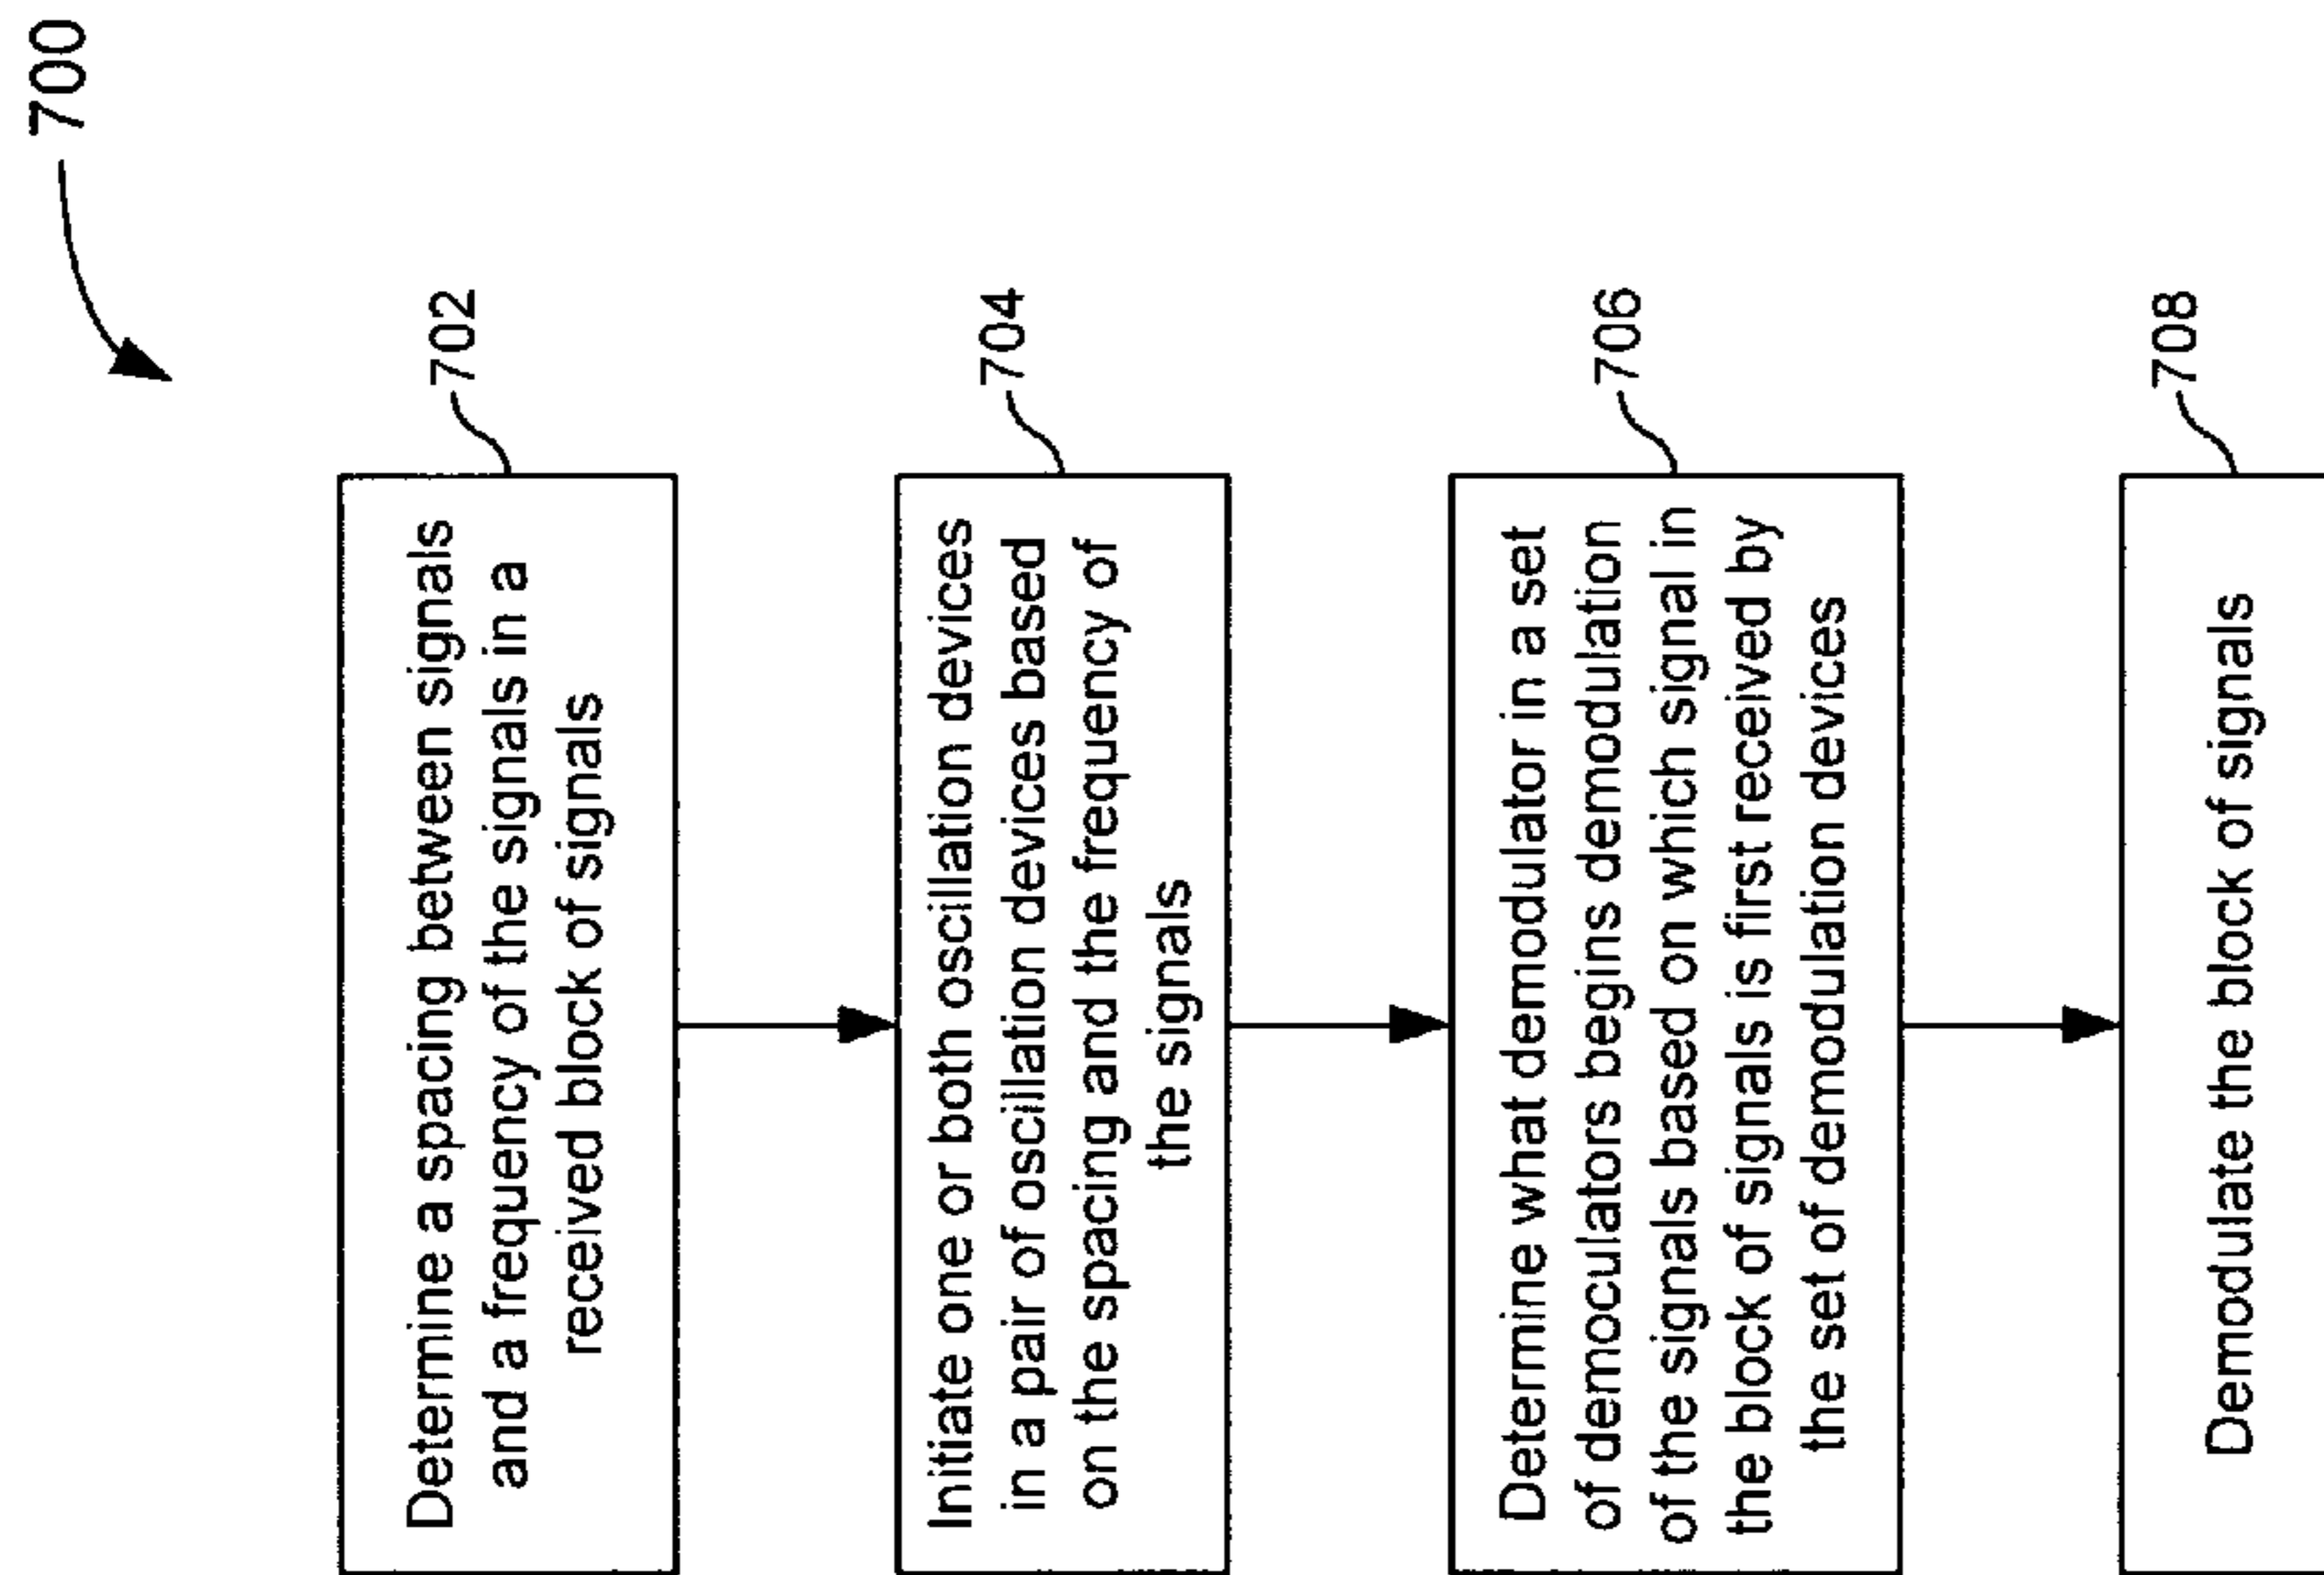 700
702
Determine a spacing between signals
and a frequency of the signals in a
received block of signals
704
Initiate one or both oscillation devices
in a pair of oscillation devices based
on the spacing and the frequency of
the signals
706
Determine what demodulator in a set
of democulators begins demodulation
of the signals based on which signal in
the block of signals is first received by
the set of demodulation devices
708
Demodulate the block of signals